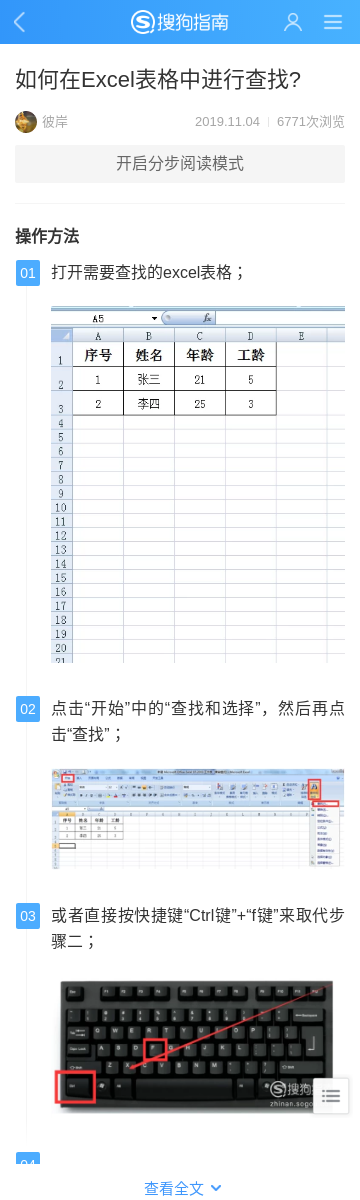 搜狗指南
如何在Excel表格中进行查找?
彼岸
2019.11.04 6771次浏览
开启分步阅读模式
操作方法
01 打开需要查找的excel表格；
A5 fx
A B C D E
1 序号 姓名 年龄 工龄
2 1 张三 21 5
3 2 李四 25 3
4
5
6
7
8
9
10
11
12
13
14
15
16
17
18
19
20
21
02 点击“开始”中的“查找和选择”，然后再点
击“查找”；
03 或者直接按快捷键“Ctrl键”+“f键”来取代步
骤二；
搜狗
zhinan.sogo
04
查看全文